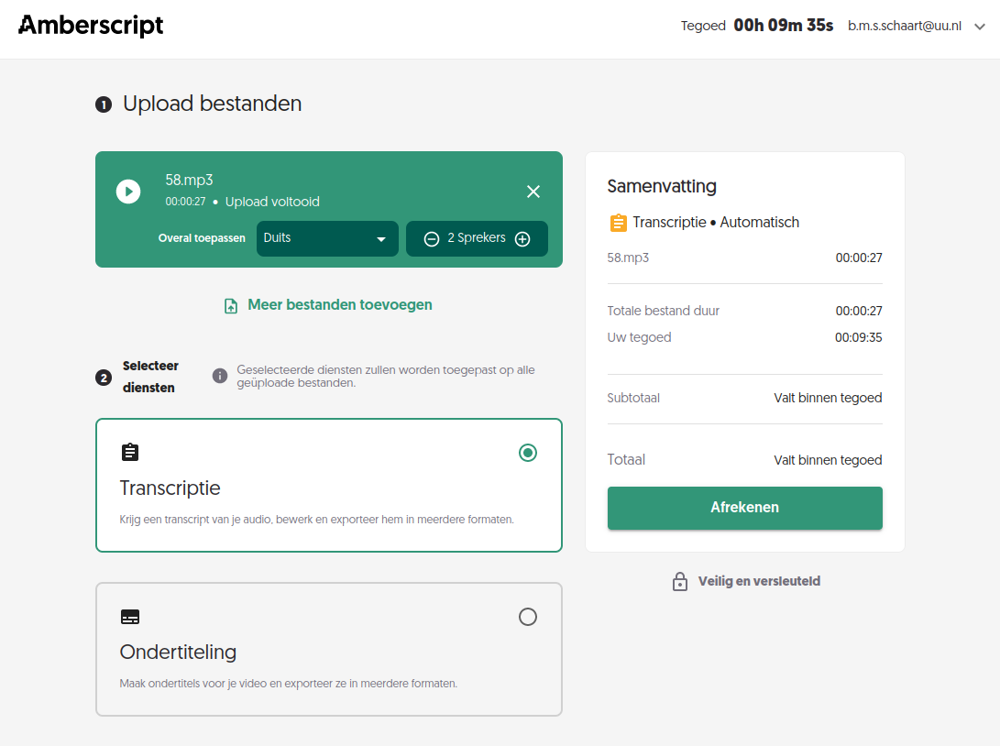 Amberscript
Tegoed 00h 09m 35s b.m.s.schaart@uu.nl
1 Upload bestanden
58.mp3
00:00:27 • Upload voltooid
Overal toepassen Duits 2 Sprekers
Meer bestanden toevoegen
2 Selecteer
diensten
Geselecteerde diensten zullen worden toegepast op alle
geüploade bestanden.
Transcriptie
Krijg een transcript van je audio, bewerk en exporteer hem in meerdere formaten.
Ondertiteling
Maak ondertitels voor je video en exporteer ze in meerdere formaten.
Samenvatting
Transcriptie • Automatisch
58.mp3 00:00:27
Totale bestand duur 00:00:27
Uw tegoed 00:09:35
Subtotaal Valt binnen tegoed
Totaal Valt binnen tegoed
Afrekenen
Veilig en versleuteld